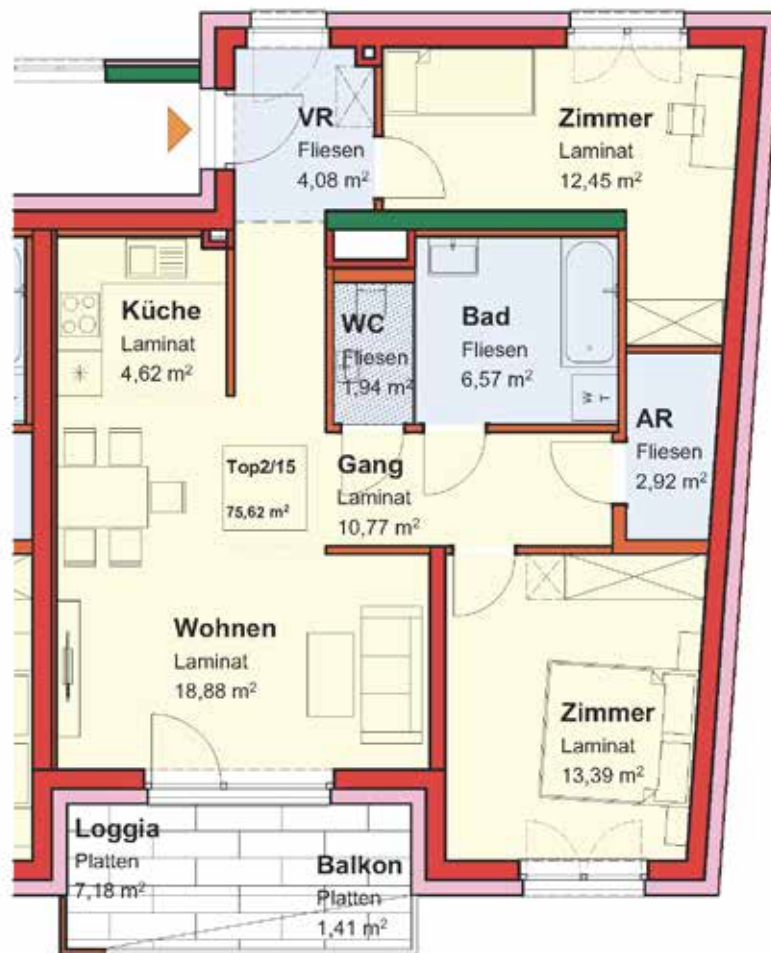 VR
Fliesen
4,08 m²
Zimmer
Laminat
12,45 m²
Küche
Laminat
4,62 m²
WC
Fliesen
1,94 m²
Bad
Fliesen
6,57 m²
W T
AR
Fliesen
2,92 m²
Top2/15
75,62 m²
Gang
Laminat
10,77 m²
Wohnen
Laminat
18,88 m²
Zimmer
Laminat
13,39 m²
Loggia
Platten
7,18 m²
Balkon
Platten
1,41 m²